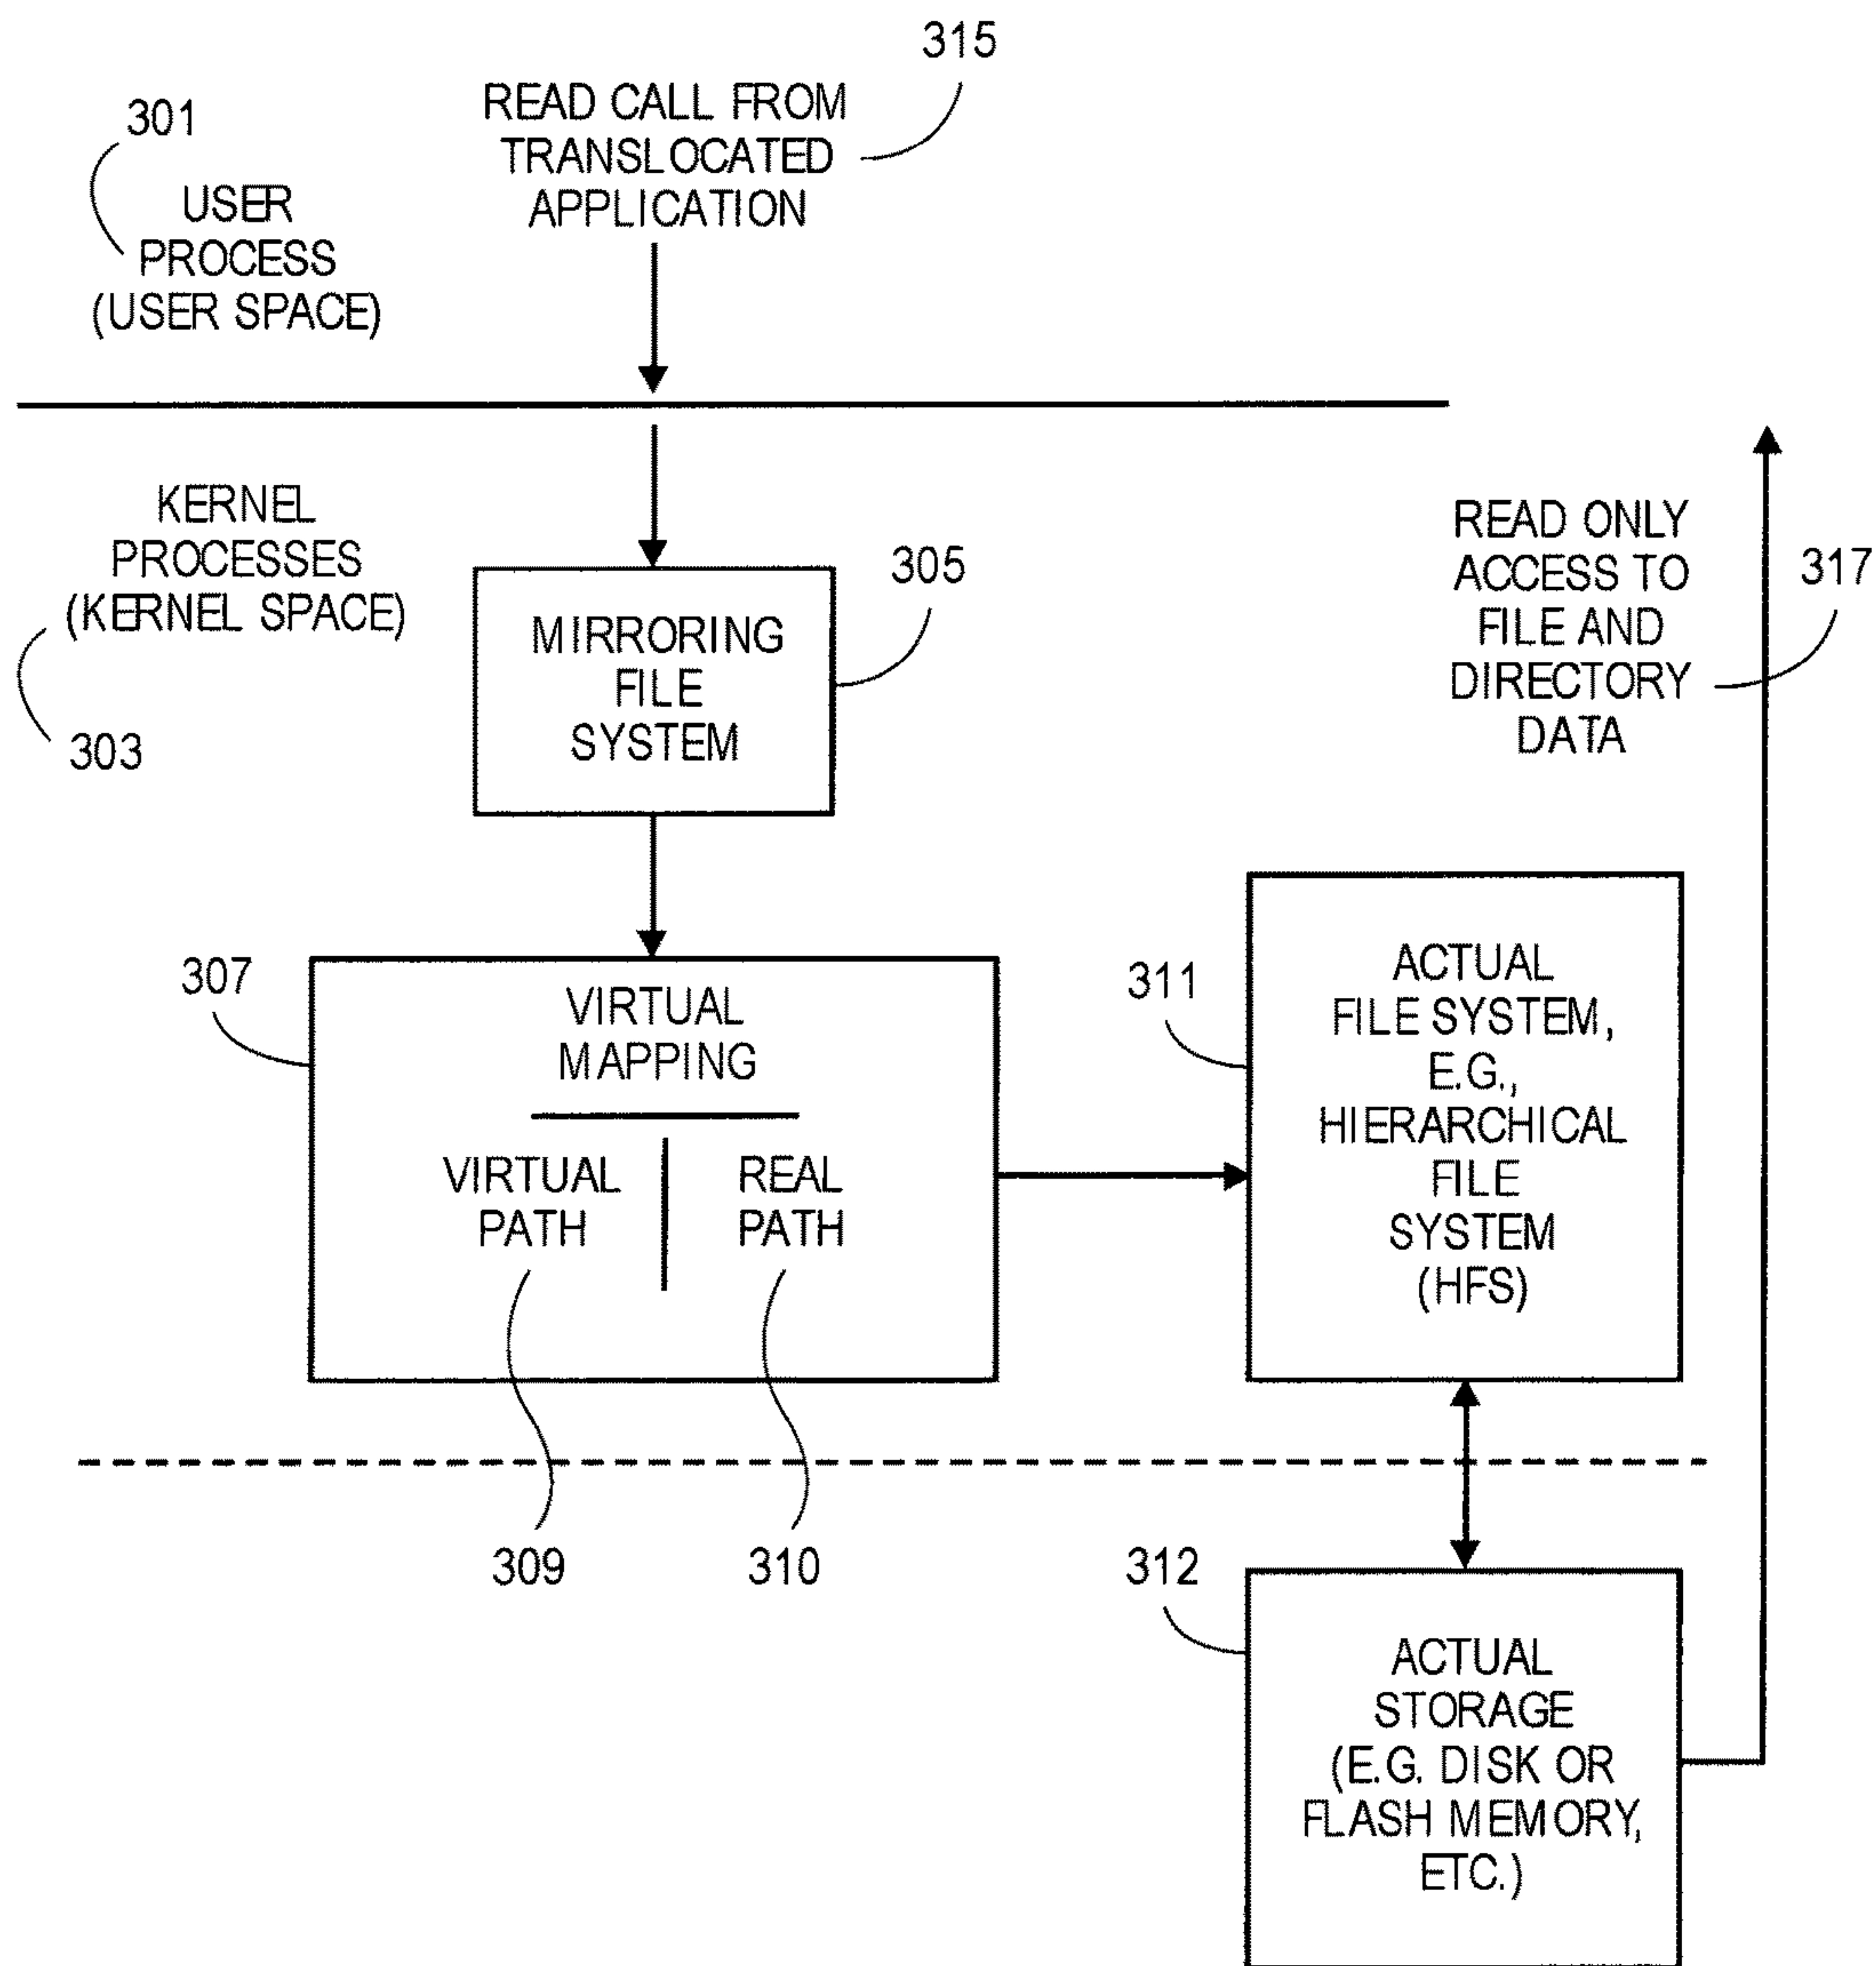 315
READ CALL FROM
TRANSLOCATED
APPLICATION
301
USER
PROCESS
(USER SPACE)
KERNEL
PROCESSES
(KERNEL SPACE)
303
MIRRORING
FILE
SYSTEM
305
READ ONLY
ACCESS TO
FILE AND
DIRECTORY
DATA
317
307
VIRTUAL
MAPPING
VIRTUAL
PATH
REAL
PATH
309
310
311
ACTUAL
FILE SYSTEM,
E.G.,
HIERARCHICAL
FILE
SYSTEM
(HFS)
312
ACTUAL
STORAGE
(E.G. DISK OR
FLASH MEMORY,
ETC.)